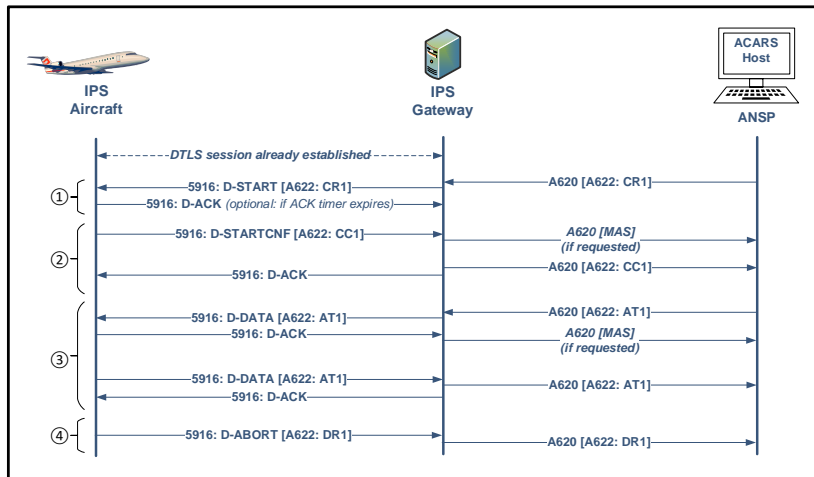 IPS
Aircraft
IPS
Gateway
ACARS
Host
ANSP
DTLS session already established
①
5916: D-START [A622: CR1]
A620 [A622: CR1]
5916: D-ACK (optional: if ACK timer expires)
②
5916: D-STARTCNF [A622: CC1]
A620 [MAS]
(if requested)
5916: D-ACK
A620 [A622: CC1]
③
5916: D-DATA [A622: AT1]
A620 [A622: AT1]
5916: D-ACK
A620 [MAS]
(if requested)
5916: D-DATA [A622: AT1]
A620 [A622: AT1]
5916: D-ACK
④
5916: D-ABORT [A622: DR1]
A620 [A622: DR1]